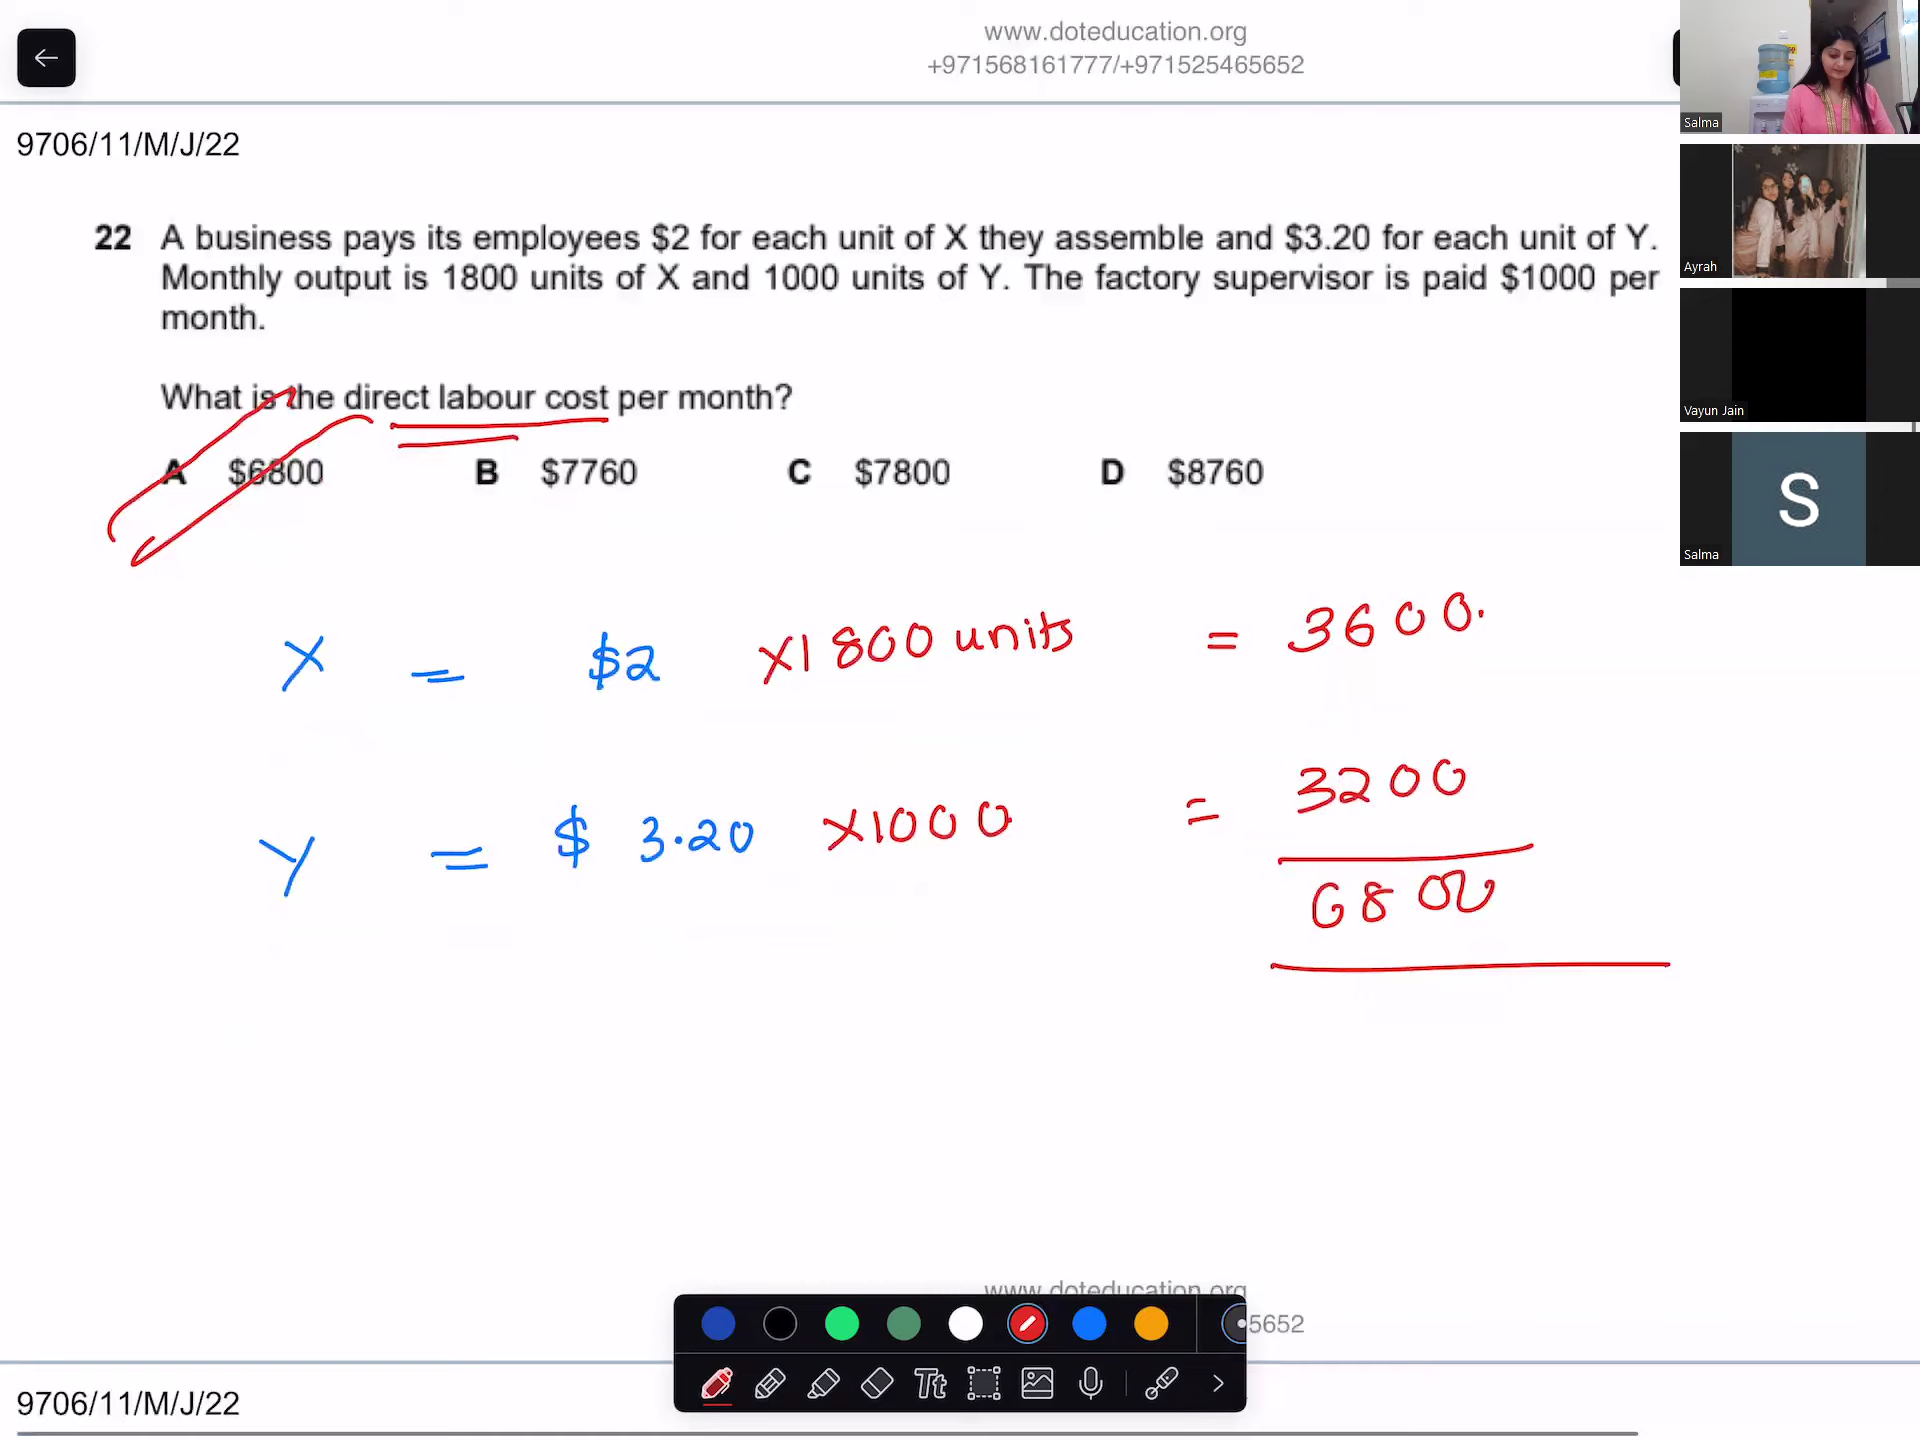 www.doteducation.org
+971568161777/+971525465652
9706/11/M/J/22
22 A business pays its employees $2 for each unit of X they assemble and $3.20 for each unit of Y.
Monthly output is 1800 units of X and 1000 units of Y. The factory supervisor is paid $1000 per
month.
What is the direct labour cost per month?
A $6800 B $7760 C $7800 D $8760
X = $2 X1800 units = 3600.
Y = $ 3.20 X1000 = 3200
6800
www.doteducation.org
5652
Tt
9706/11/M/J/22
Salma
Ayrah
Vayun Jain
S
Salma